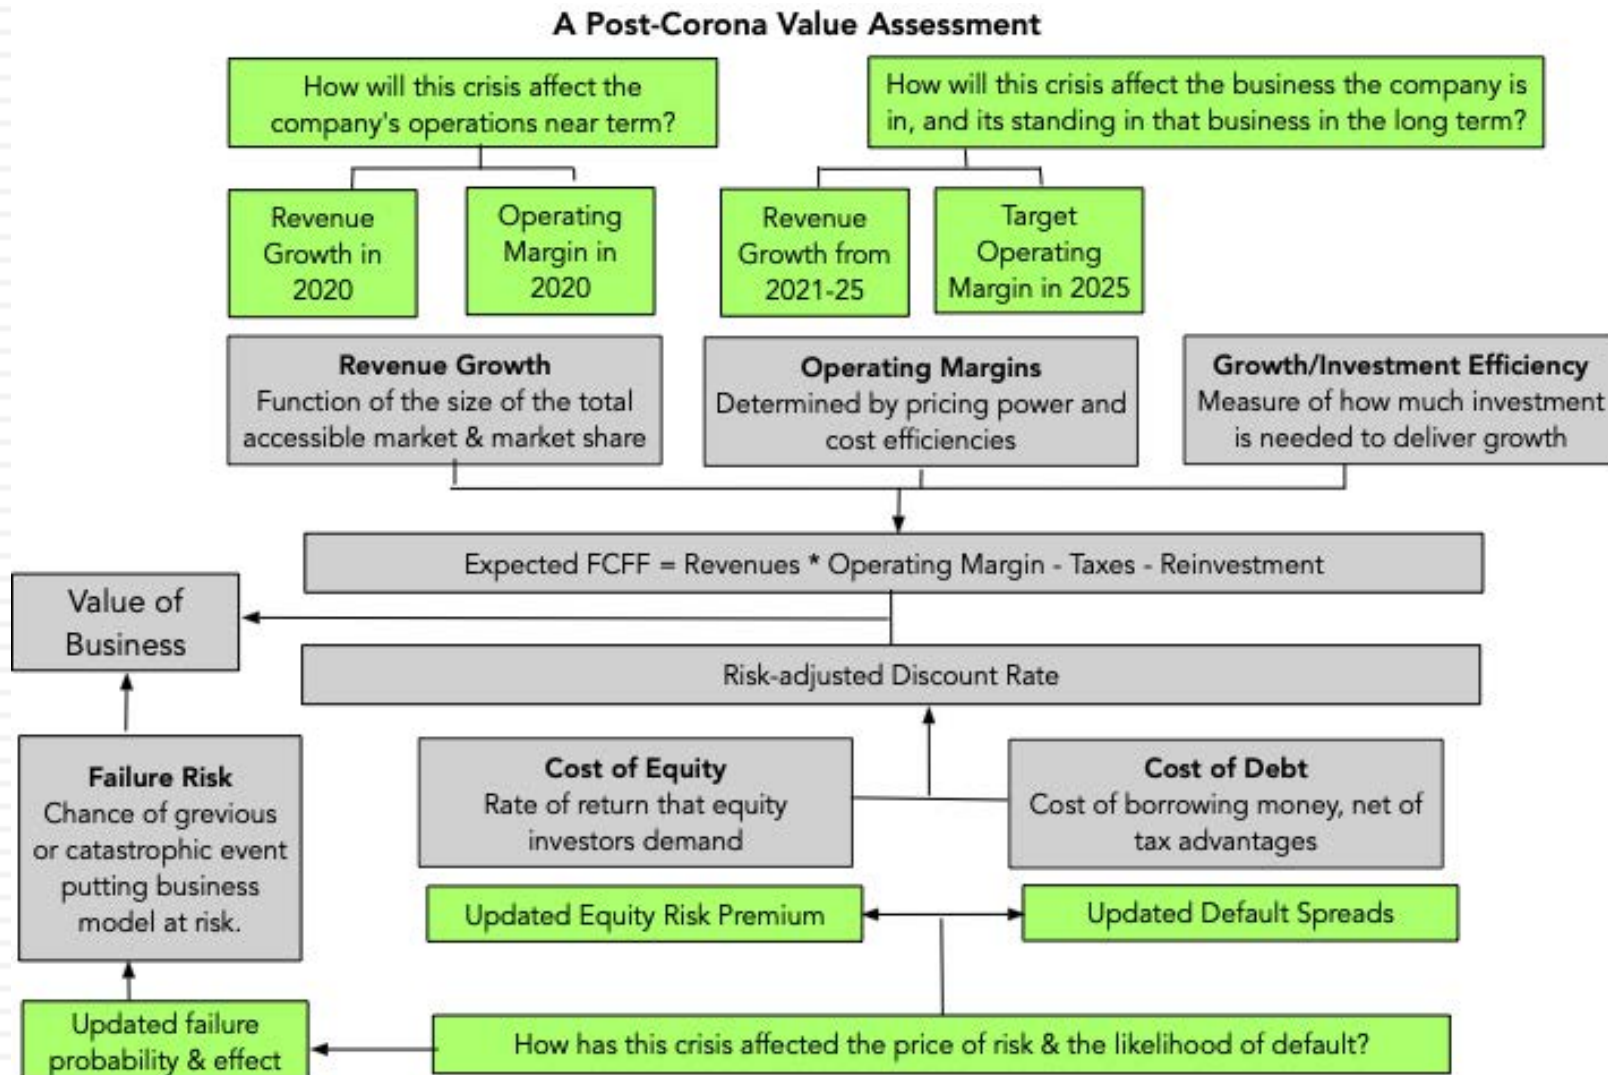 A Post-Corona Value Assessment
How will this crisis affect the
company's operations near term?
How will this crisis affect the business the company is
in, and its standing in that business in the long term?
Revenue
Growth in
2020
Operating
Margin in
2020
Revenue
Growth from
2021-25
Target
Operating
Margin in 2025
Revenue Growth
Function of the size of the total
accessible market & market share
Operating Margins
Determined by pricing power and
cost efficiencies
Growth/Investment Efficiency
Measure of how much investment
is needed to deliver growth
Expected FCFF = Revenues * Operating Margin - Taxes - Reinvestment
Value of
Business
Risk-adjusted Discount Rate
Failure Risk
Chance of grevious
or catastrophic event
putting business
model at risk.
Cost of Equity
Rate of return that equity
investors demand
Cost of Debt
Cost of borrowing money, net of
tax advantages
Updated Equity Risk Premium
Updated Default Spreads
Updated failure
probability & effect
How has this crisis affected the price of risk & the likelihood of default?